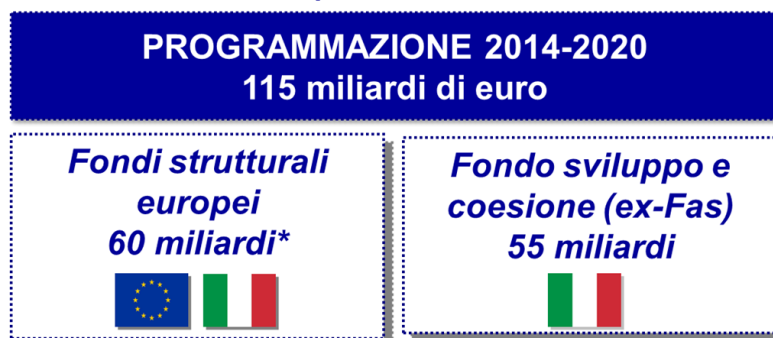 PROGRAMMAZIONE 2014-2020
115 miliardi di euro
Fondi strutturali
europei
60 miliardi*
Fondo sviluppo e
coesione (ex-Fas)
55 miliardi